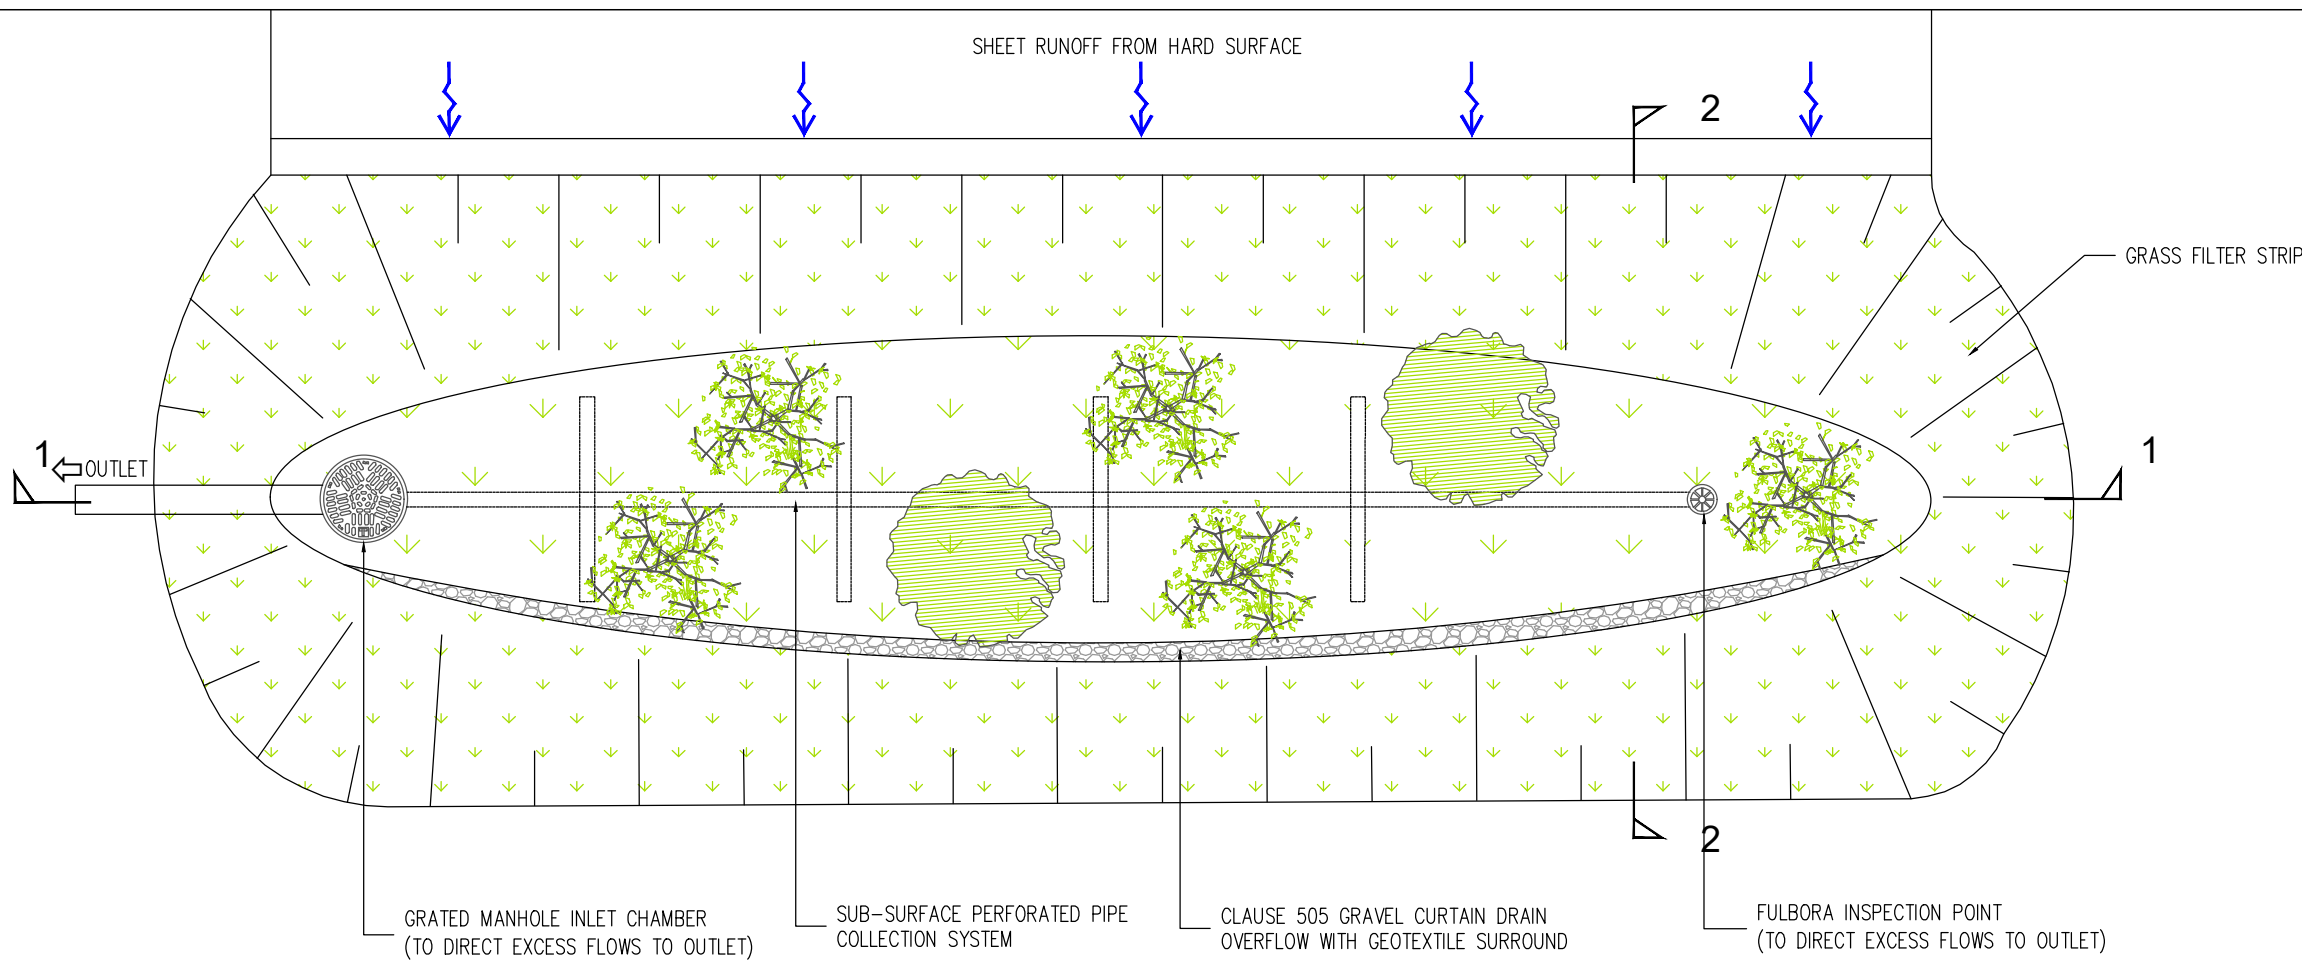 SHEET RUNOFF FROM HARD SURFACE
2
GRASS FILTER STRIP
1
OUTLET
1
2
GRATED MANHOLE INLET CHAMBER
(TO DIRECT EXCESS FLOWS TO OUTLET)
SUB-SURFACE PERFORATED PIPE
COLLECTION SYSTEM
CLAUSE 505 GRAVEL CURTAIN DRAIN
OVERFLOW WITH GEOTEXTILE SURROUND
FULBORA INSPECTION POINT
(TO DIRECT EXCESS FLOWS TO OUTLET)